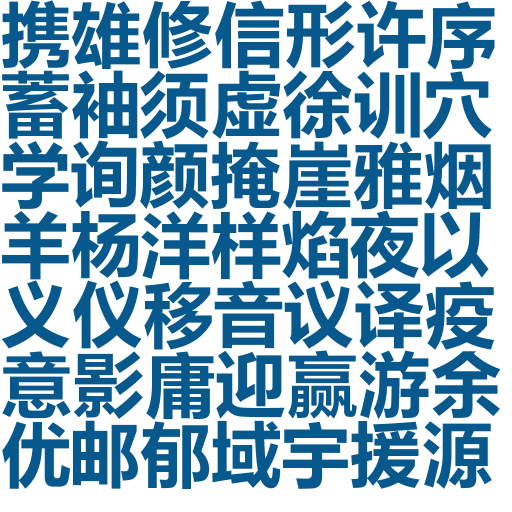 携雄修信形许序
蓄袖须虚徐训穴
学询颜掩崖雅烟
羊杨洋样焰夜以
义仪移音议译疫
意影庸迎赢游余
优邮郁域宇援源